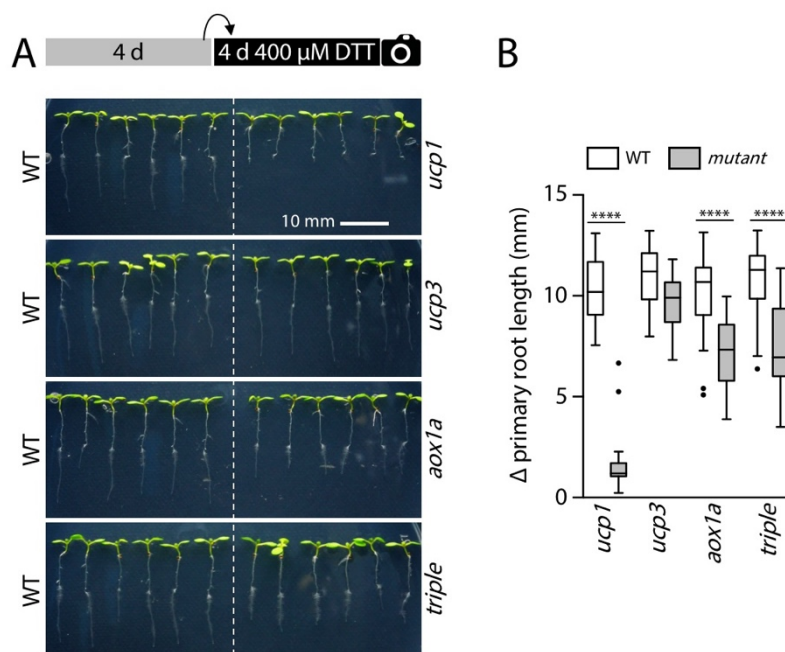 A
4 d
4 d 400 µM DTT
WT
ucp1
10 mm
WT
ucp3
WT
aox1a
WT
triple
B
WT
mutant
Δ primary root length (mm)
15
10
5
0
****
****
****
ucp1
ucp3
aox1a
triple